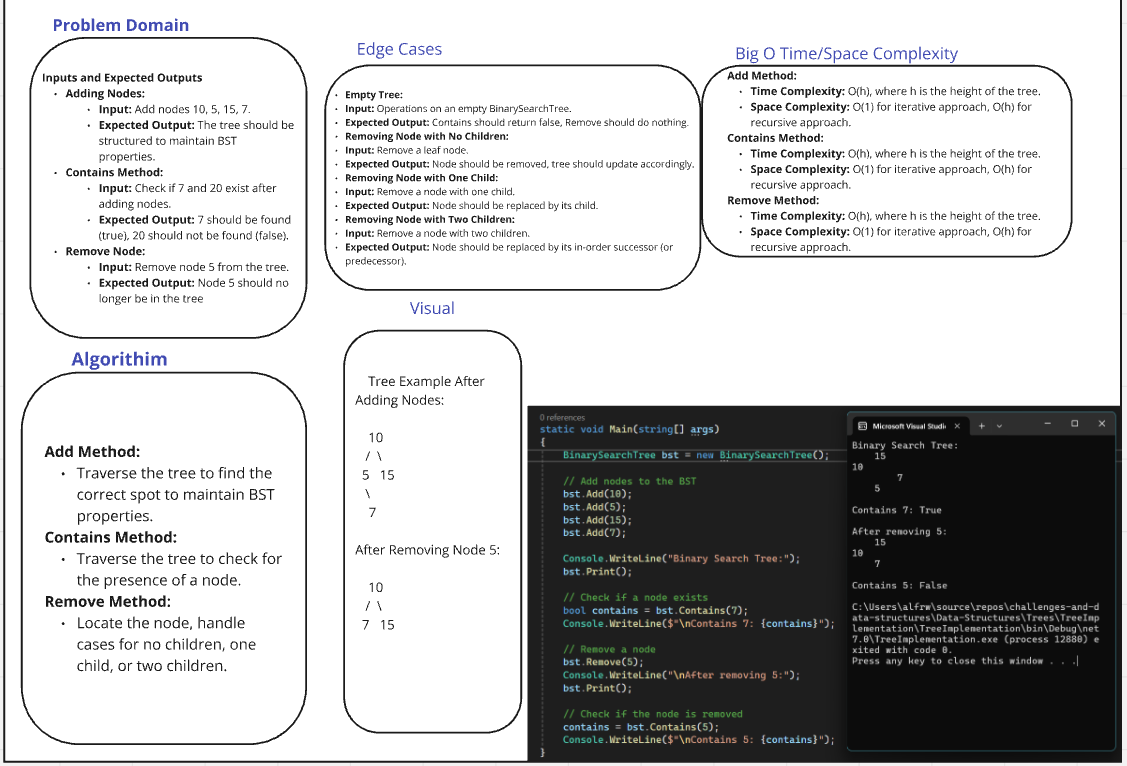 Problem Domain
Inputs and Expected Outputs
• Adding Nodes:
• Input: Add nodes 10, 5, 15, 7.
• Expected Output: The tree should be
structured to maintain BST
properties.
• Contains Method:
• Input: Check if 7 and 20 exist after
adding nodes.
• Expected Output: 7 should be found
(true), 20 should not be found (false).
• Remove Node:
• Input: Remove node 5 from the tree.
• Expected Output: Node 5 should no
longer be in the tree
Edge Cases
• Empty Tree:
• Input: Operations on an empty BinarySearchTree.
• Expected Output: Contains should return false, Remove should do nothing.
• Removing Node with No Children:
• Input: Remove a leaf node.
• Expected Output: Node should be removed, tree should update accordingly.
• Removing Node with One Child:
• Input: Remove a node with one child.
• Expected Output: Node should be replaced by its child.
• Removing Node with Two Children:
• Input: Remove a node with two children.
• Expected Output: Node should be replaced by its in-order successor (or
predecessor).
Big O Time/Space Complexity
Add Method:
• Time Complexity: O(h), where h is the height of the tree.
• Space Complexity: O(1) for iterative approach, O(h) for
recursive approach.
Contains Method:
• Time Complexity: O(h), where h is the height of the tree.
• Space Complexity: O(1) for iterative approach, O(h) for
recursive approach.
Remove Method:
• Time Complexity: O(h), where h is the height of the tree.
• Space Complexity: O(1) for iterative approach, O(h) for
recursive approach.
Algorithim
Add Method:
• Traverse the tree to find the
correct spot to maintain BST
properties.
Contains Method:
• Traverse the tree to check for
the presence of a node.
Remove Method:
• Locate the node, handle
cases for no children, one
child, or two children.
Visual
Tree Example After
Adding Nodes:
10
/ \
5 15
\
7
After Removing Node 5:
10
/ \
7 15
0 references
static void Main(string[] args)
{
BinarySearchTree bst = new BinarySearchTree();
// Add nodes to the BST
bst.Add(10);
bst.Add(5);
bst.Add(15);
bst.Add(7);
Console.WriteLine("Binary Search Tree:");
bst.Print();
// Check if a node exists
bool contains = bst.Contains(7);
Console.WriteLine($"\nContains 7: {contains}");
// Remove a node
bst.Remove(5);
Console.WriteLine("\nAfter removing 5:");
bst.Print();
// Check if the node is removed
contains = bst.Contains(5);
Console.WriteLine($"\nContains 5: {contains}");
}
Microsoft Visual Studi
Binary Search Tree:
15
10
7
5
Contains 7: True
After removing 5:
15
10
7
Contains 5: False
C:\Users\alfrw\source\repos\challenges-and-d
ata-structures\Data-Structures\Trees\TreeImp
lementation\TreeImplementation\bin\Debug\net
7.0\TreeImplementation.exe (process 12880) e
xited with code 0.
Press any key to close this window . . .